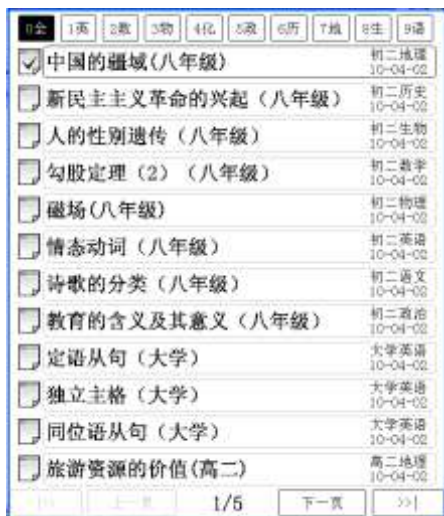 0全 1英 2数 3物 4化 5政 6历 7地 8生 9语
中国的疆域(八年级) 初二地理 10-04-02
新民主主义革命的兴起（八年级） 初二历史 10-04-02
人的性别遗传（八年级） 初二生物 10-04-02
勾股定理（2）（八年级） 初二数学 10-04-02
磁场(八年级) 初二物理 10-04-02
情态动词（八年级） 初二英语 10-04-02
诗歌的分类（八年级） 初二语文 10-04-02
教育的含义及其意义（八年级） 初二政治 10-04-02
定语从句（大学） 大学英语 10-04-02
独立主格（大学） 大学英语 10-04-02
同位语从句（大学） 大学英语 10-04-02
旅游资源的价值(高二) 高二地理 10-04-02
|<< 上一页 1/6 下一页 >>|